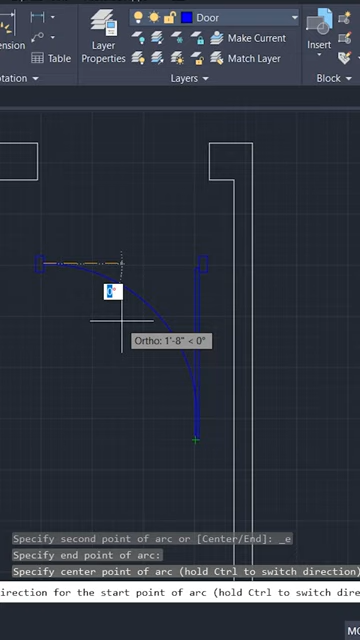 Door
ension
Layer
Properties
Make Current
Match Layer
Insert
Table
otation
Layers
Block
0°
Ortho: 1'-8" < 0°
Specify second point of arc or [Center/End]: _e
Specify end point of arc:
Specify center point of arc (hold Ctrl to switch direction)
irection for the start point of arc (hold Ctrl to switch dire
MO